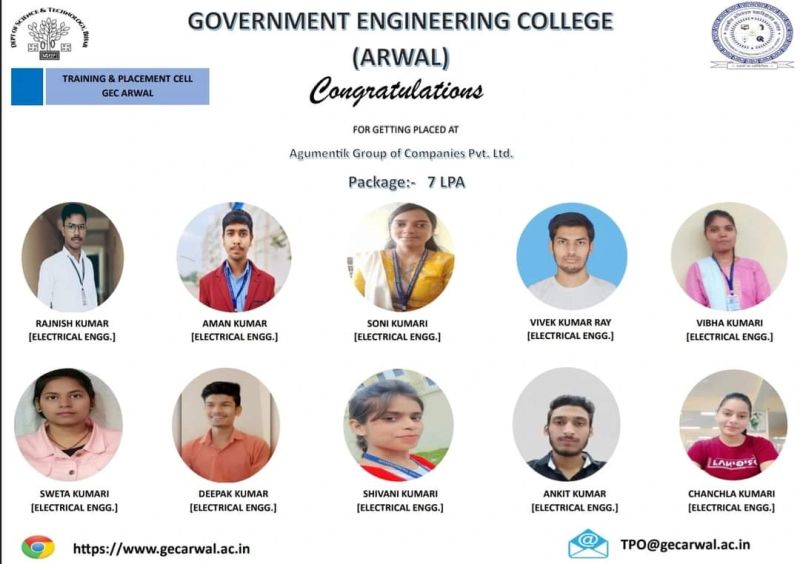 DEPT OF SCIENCE & TECHNOLOGY, BIHAR
GOVERNMENT ENGINEERING COLLEGE
(ARWAL)
TRAINING & PLACEMENT CELL
GEC ARWAL
Congratulations
FOR GETTING PLACED AT
Agumentik Group of Companies Pvt. Ltd.
Package:- 7 LPA
RAJNISH KUMAR
[ELECTRICAL ENGG.]
AMAN KUMAR
[ELECTRICAL ENGG.]
SONI KUMARI
[ELECTRICAL ENGG.]
VIVEK KUMAR RAY
[ELECTRICAL ENGG.]
VIBHA KUMARI
[ELECTRICAL ENGG.]
SWETA KUMARI
[ELECTRICAL ENGG.]
DEEPAK KUMAR
[ELECTRICAL ENGG.]
SHIVANI KUMARI
[ELECTRICAL ENGG.]
ANKIT KUMAR
[ELECTRICAL ENGG.]
CHANCHLA KUMARI
[ELECTRICAL ENGG.]
https://www.gecarwal.ac.in
TPO@gecarwal.ac.in